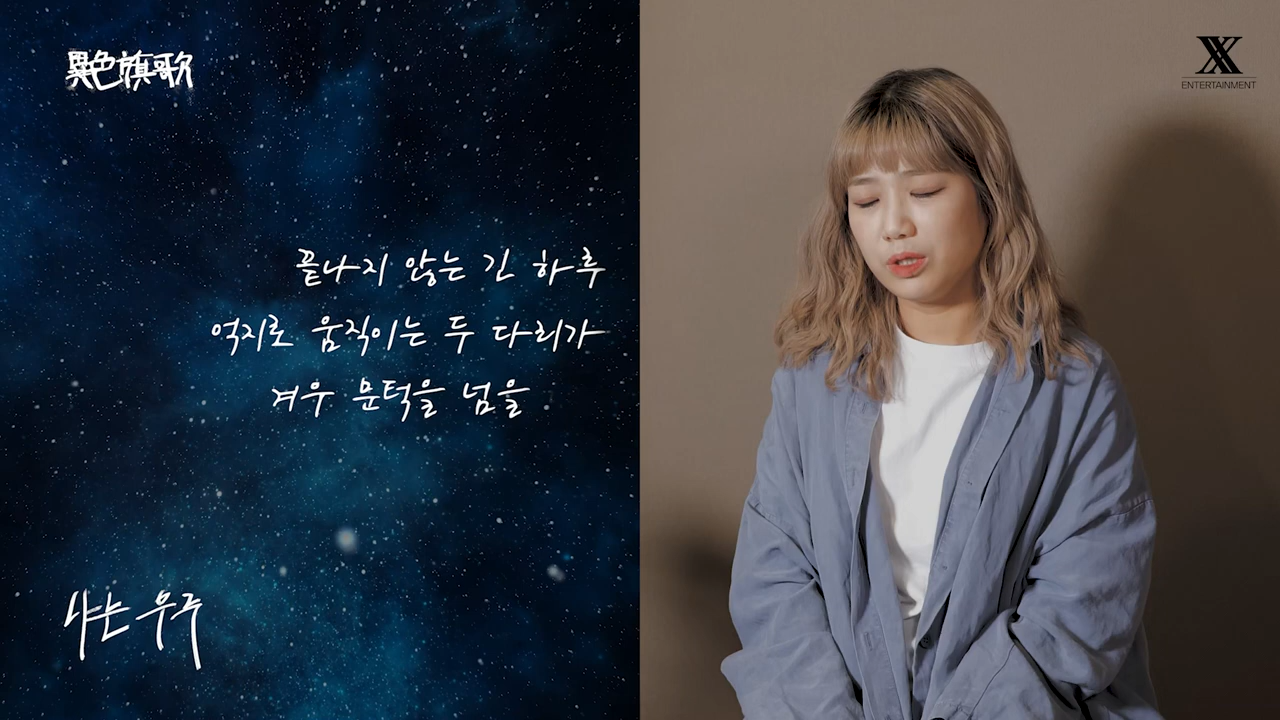 異色旗歌
끝나지 않는 긴 하루
억지로 움직이는 두 다리가
겨우 문턱을 넘을
나는 우주
X
ENTERTAINMENT